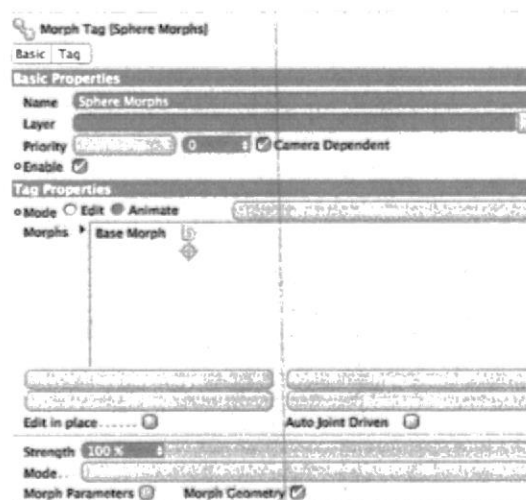 Morph Tag [Sphere Morphs]
Basic Tag
Basic Properties
Name Sphere Morphs
Layer
Priority 0 Camera Dependent
Enable
Tag Properties
Mode Edit Animate
Morphs Base Morph
Edit in place...... Auto Joint Driven
Strength 100 %
Mode..
Morph Parameters Morph Geometry